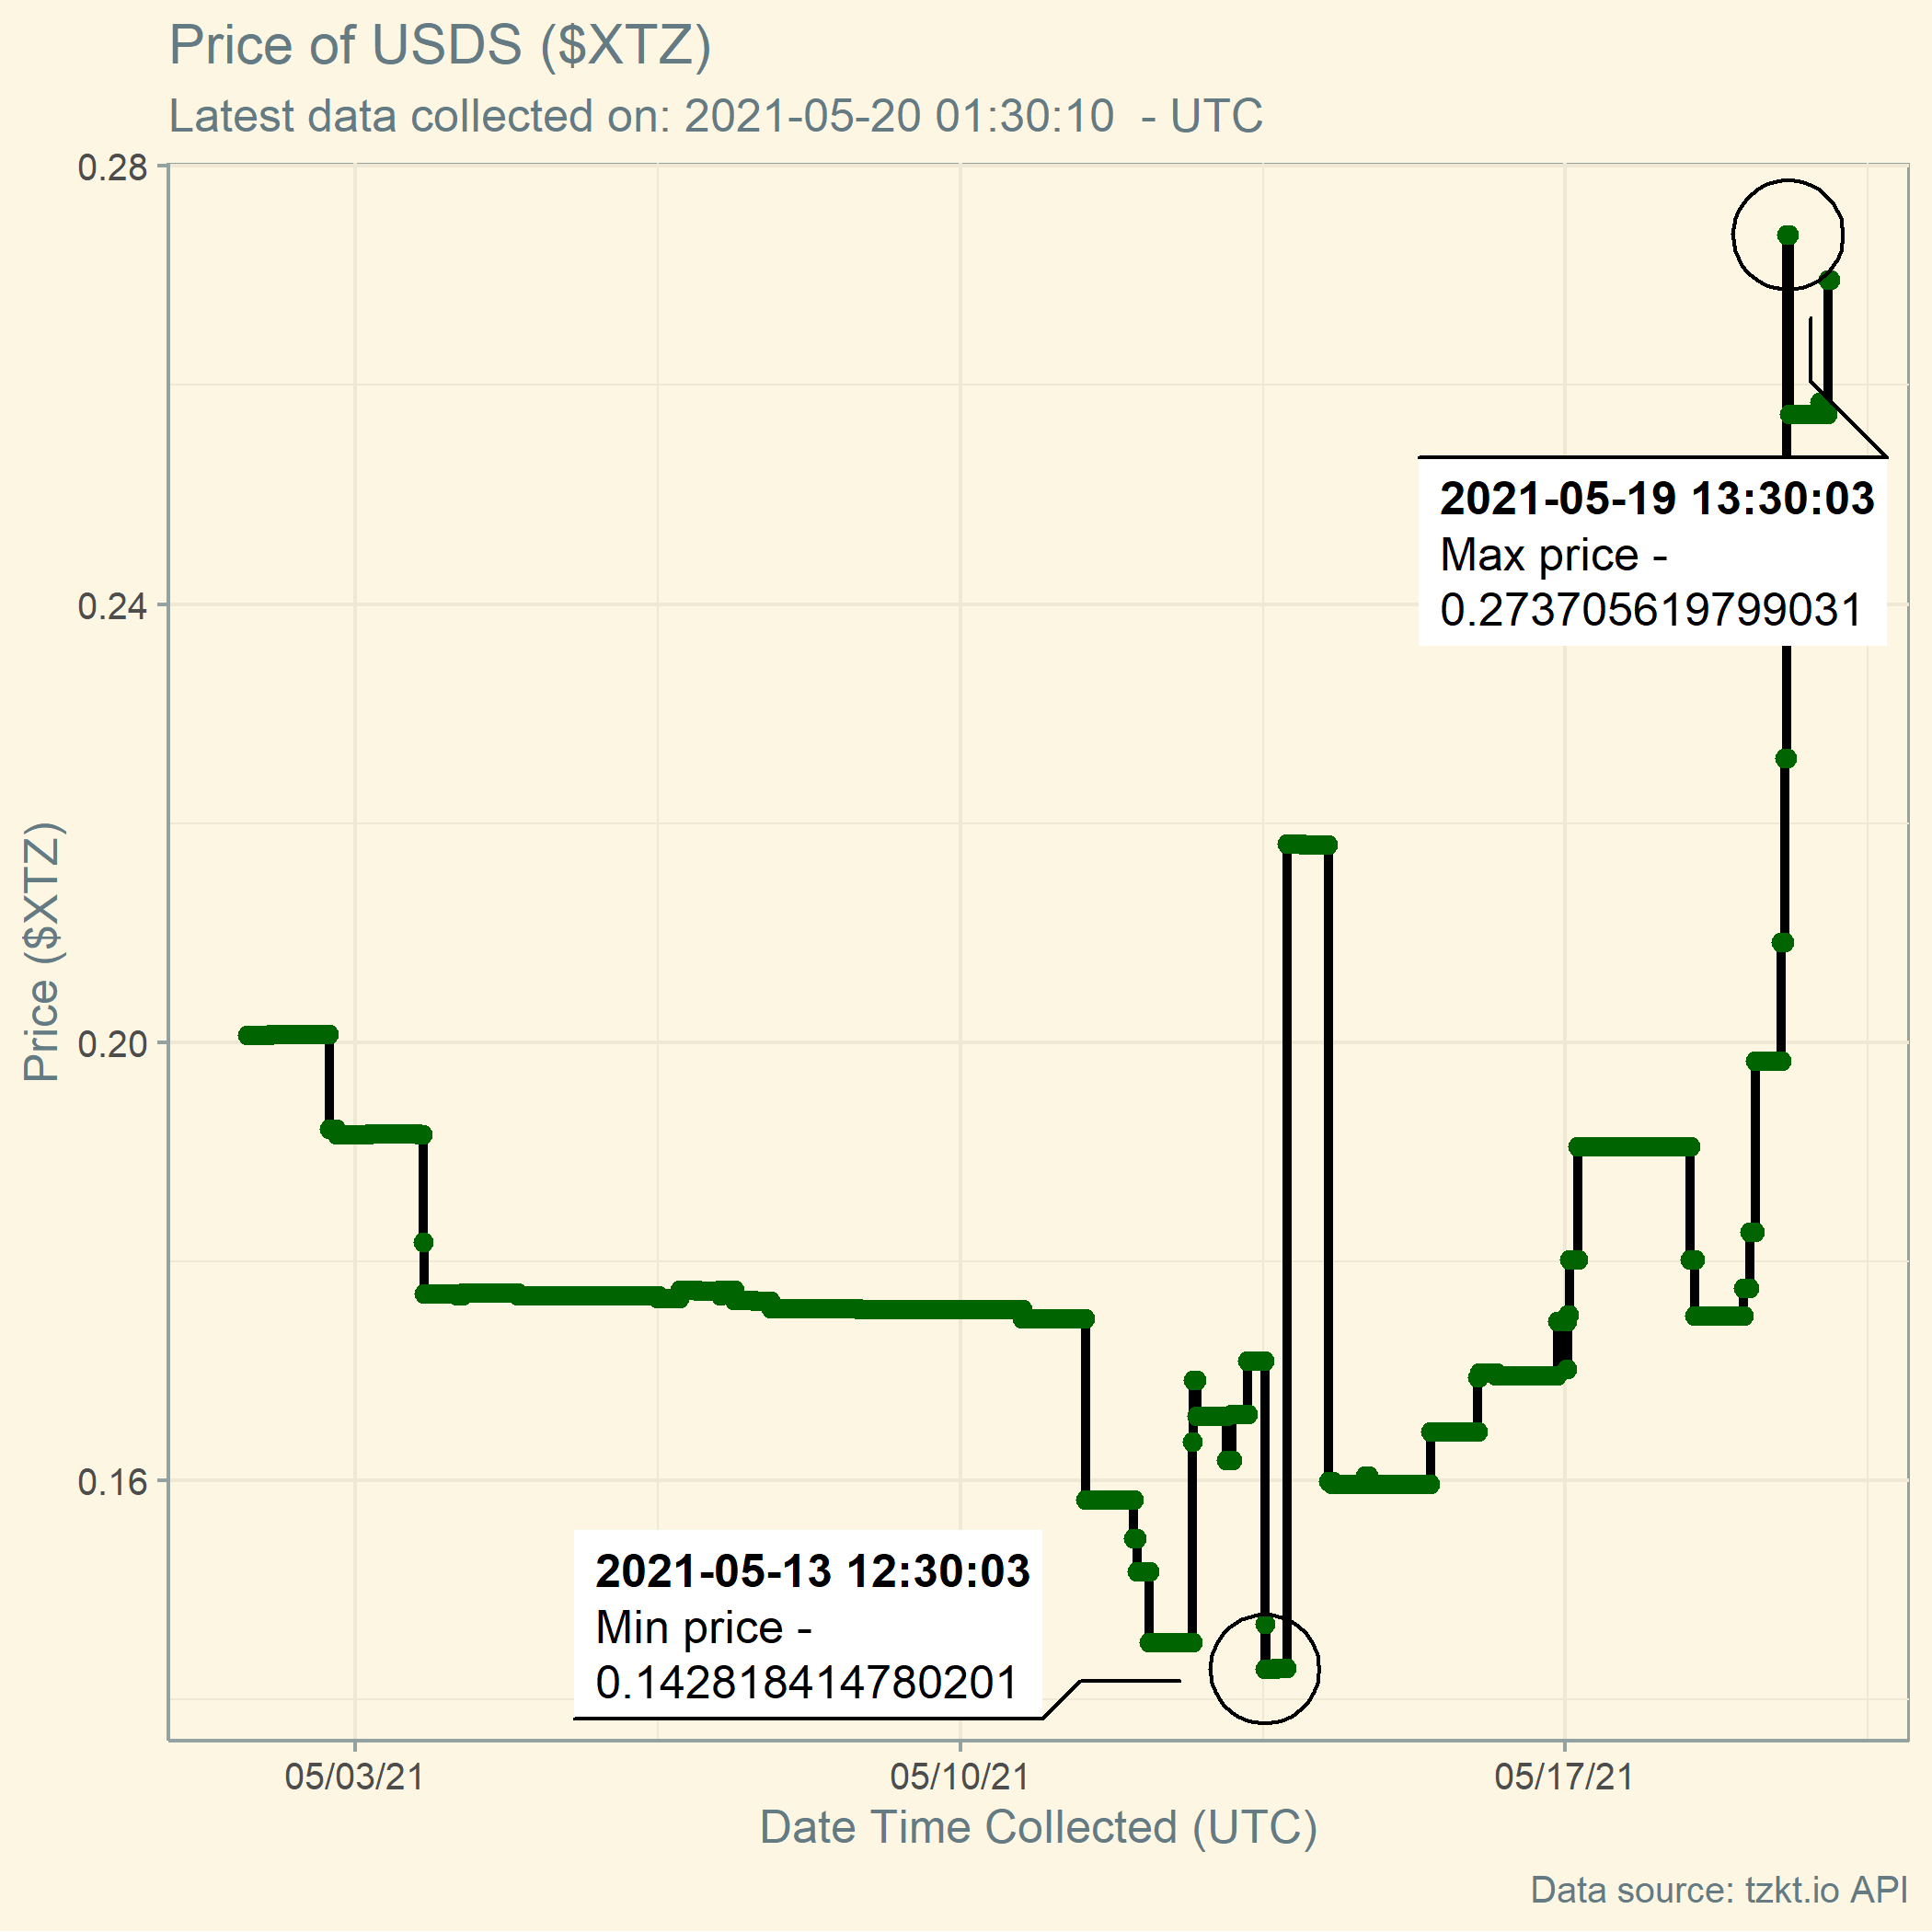 Price of USDS ($XTZ)
Latest data collected on: 2021-05-20 01:30:10  - UTC
0.28
0.24
0.20
0.16
Price ($XTZ)
2021-05-19 13:30:03
Max price -
0.273705619799031
2021-05-13 12:30:03
Min price -
0.142818414780201
05/03/21
05/10/21
05/17/21
Date Time Collected (UTC)
Data source: tzkt.io API